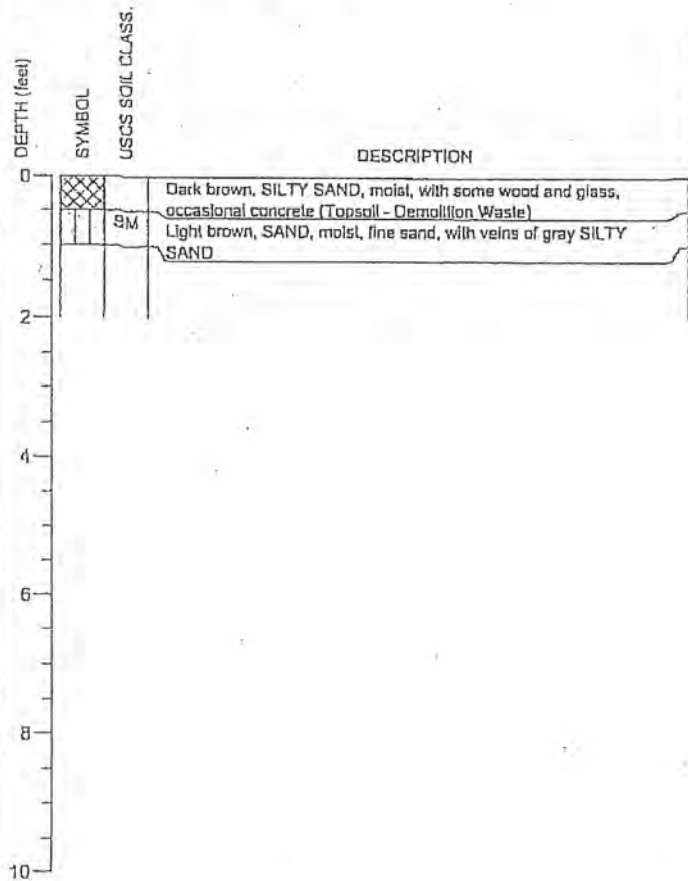 DEPTH (feet)
SYMBOL
USCS SOIL CLASS.
DESCRIPTION
0
Dark brown, SILTY SAND, moist, with some wood and glass,
occasional concrete (Topsoil - Demolition Waste)
SM
Light brown, SAND, moist, fine sand, with veins of gray SILTY
SAND
2
4
6
8
10